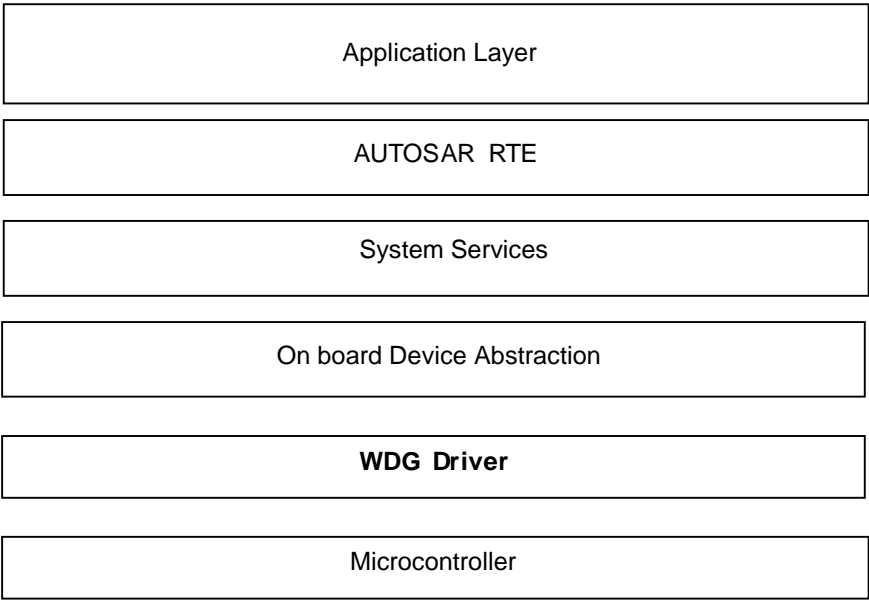 Application Layer
AUTOSAR RTE
System Services
On board Device Abstraction
WDG Driver
Microcontroller